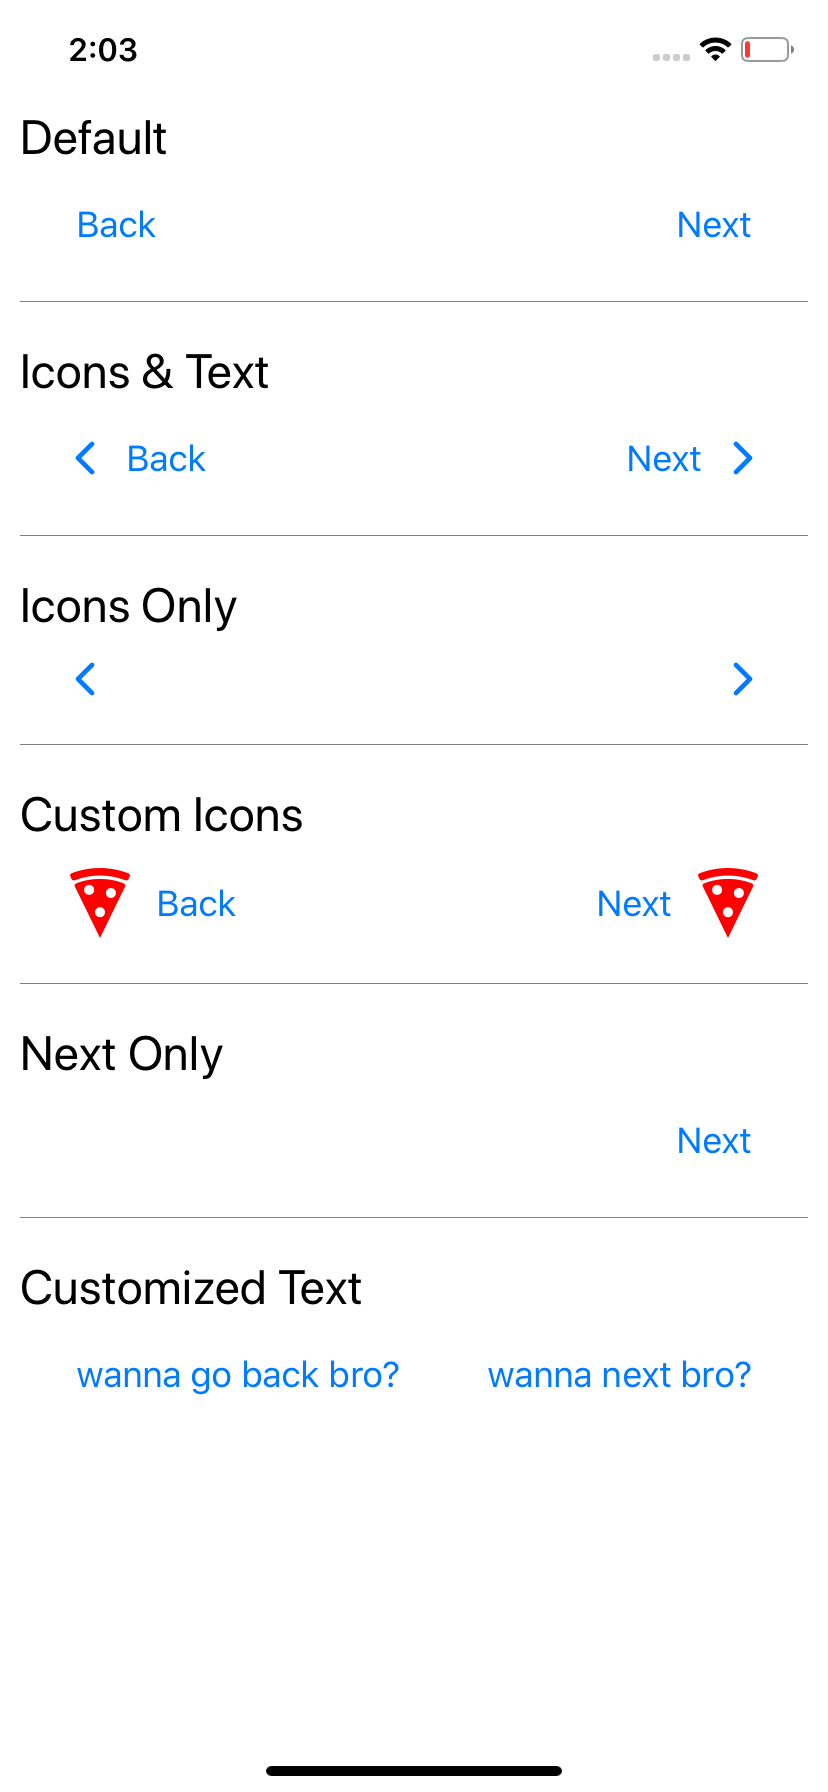 2:03
Default
Back Next
Icons & Text
Back Next
Icons Only
Custom Icons
Back Next
Next Only
Next
Customized Text
wanna go back bro? wanna next bro?